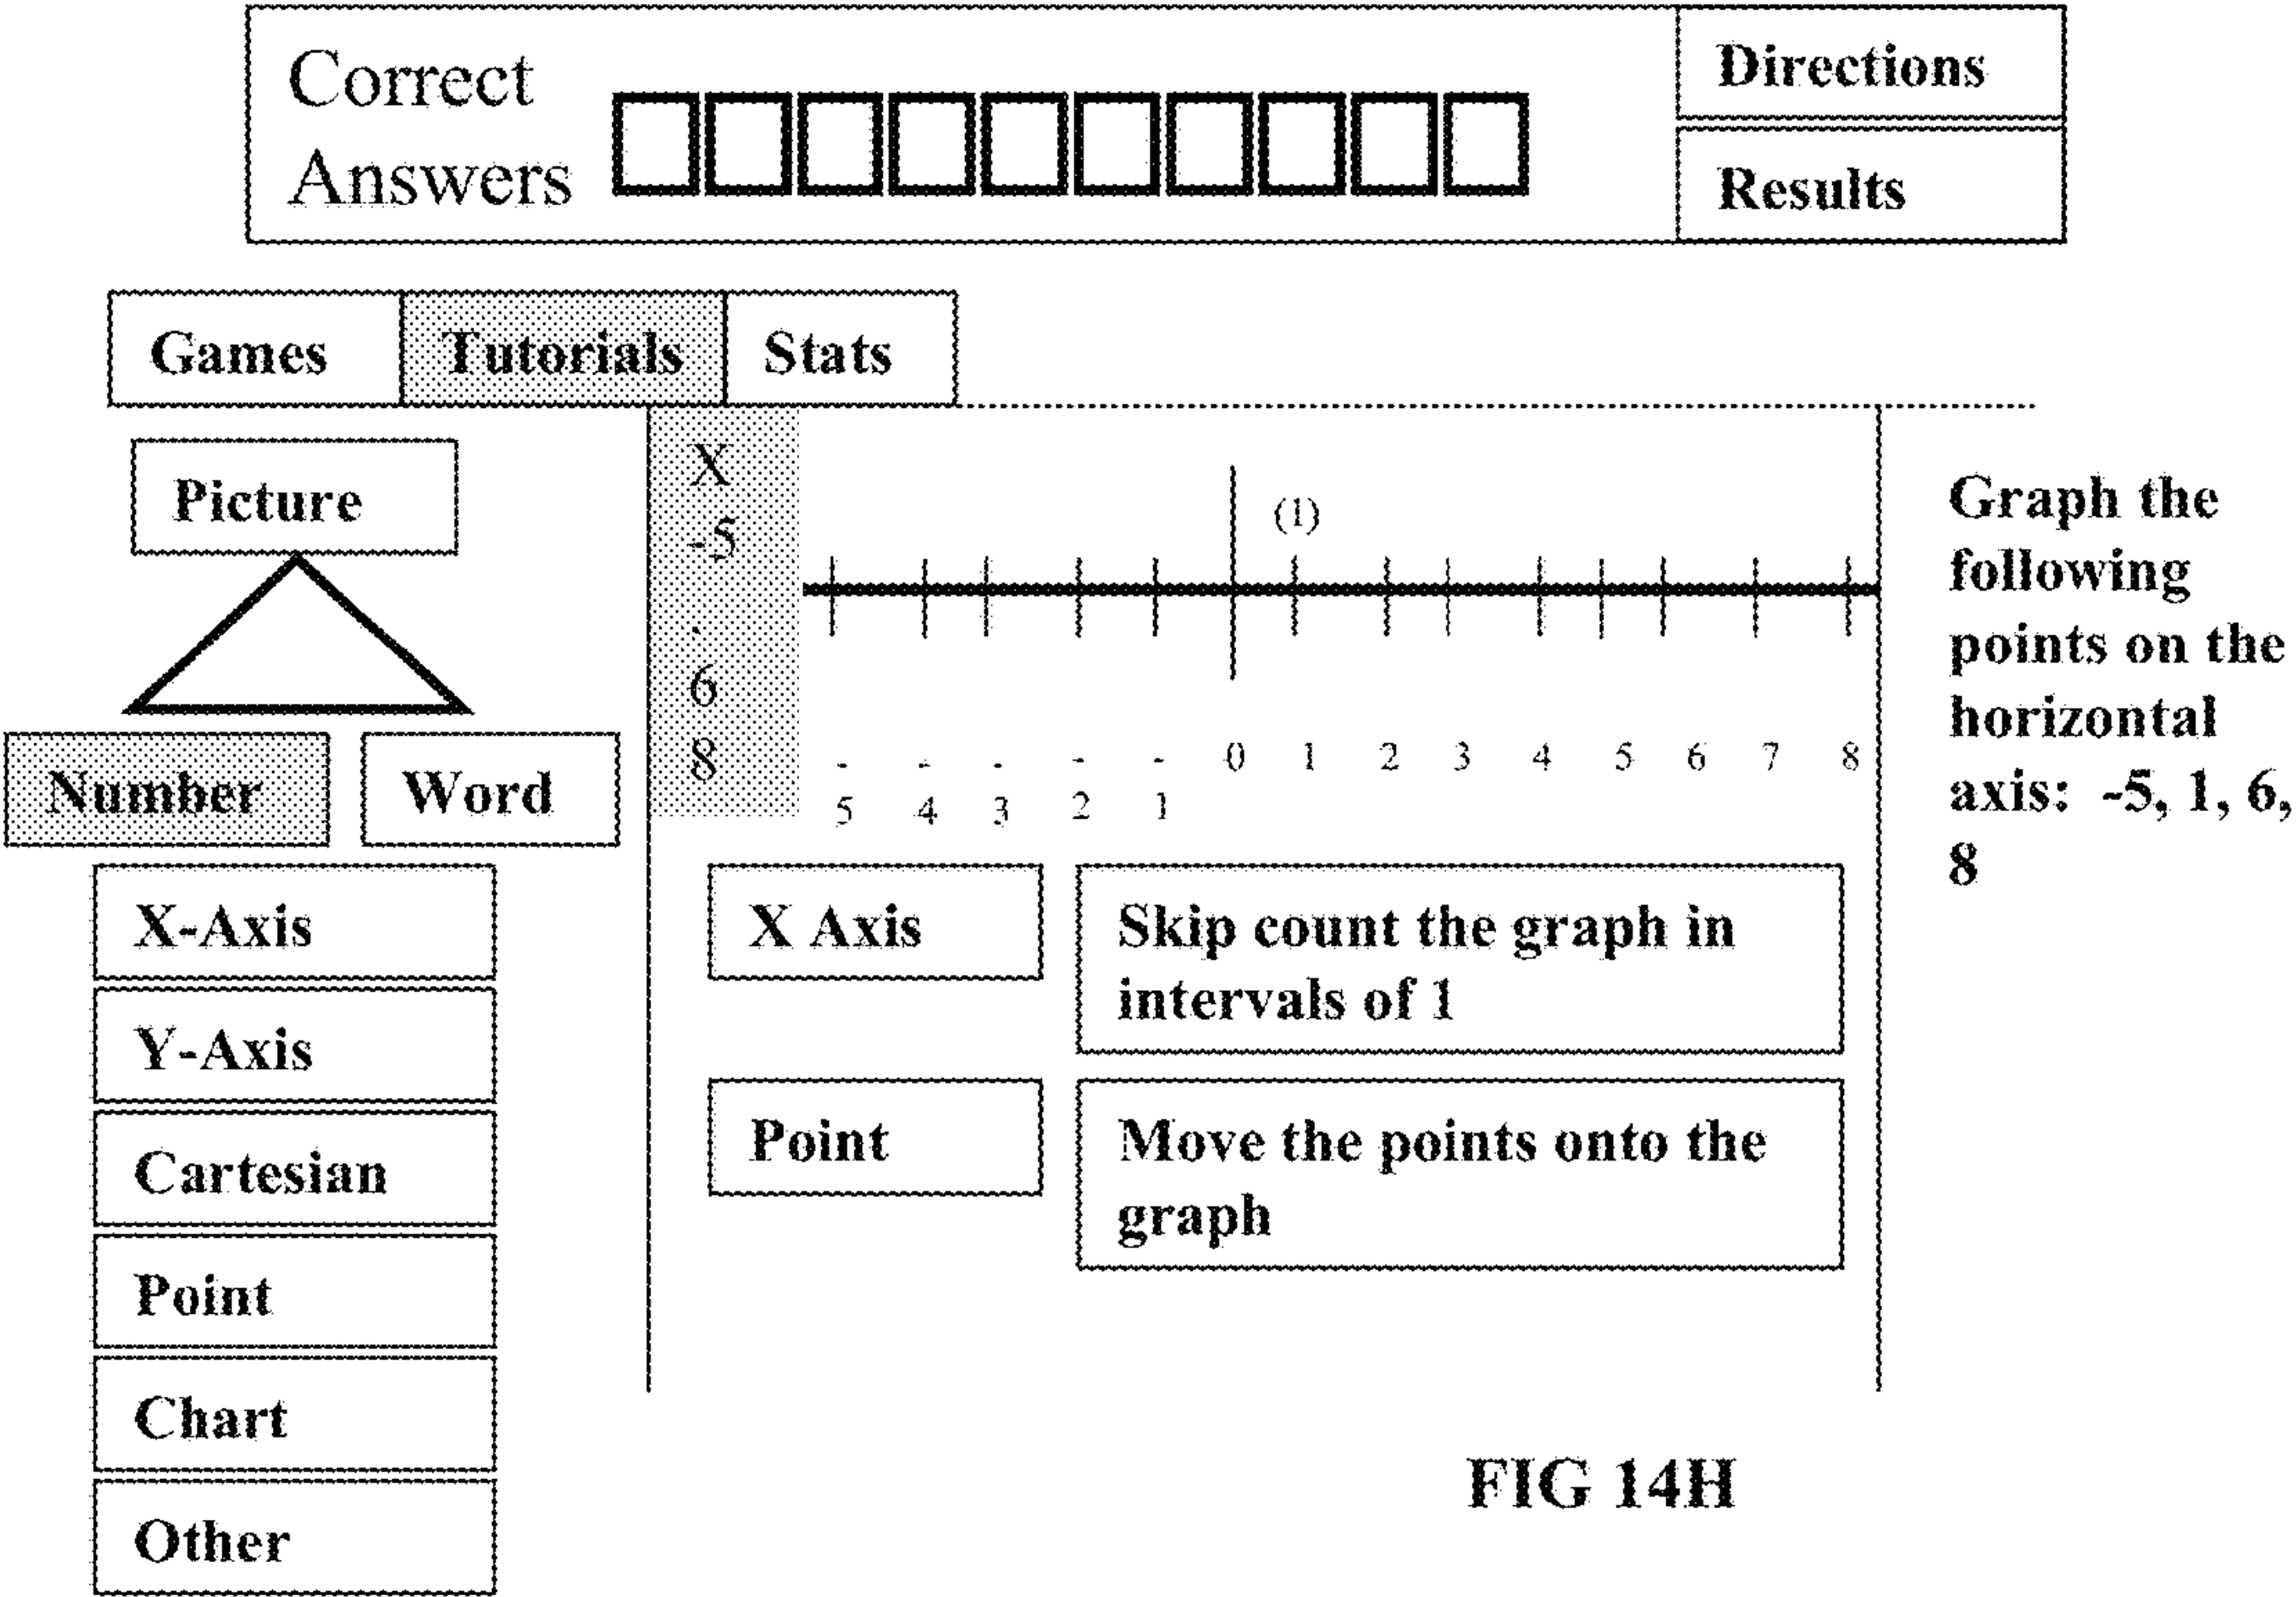 Correct
Answers
Directions
Results
Games Tutorials Stats
Picture
Number Word
X-Axis
Y-Axis
Cartesian
Point
Chart
Other
X
-5
.
6
8
(1)
- - - - - 0 1 2 3 4 5 6 7 8
5 4 3 2 1
X Axis
Skip count the graph in
intervals of 1
Point
Move the points onto the
graph
Graph the
following
points on the
horizontal
axis: -5, 1, 6,
8
FIG 14H